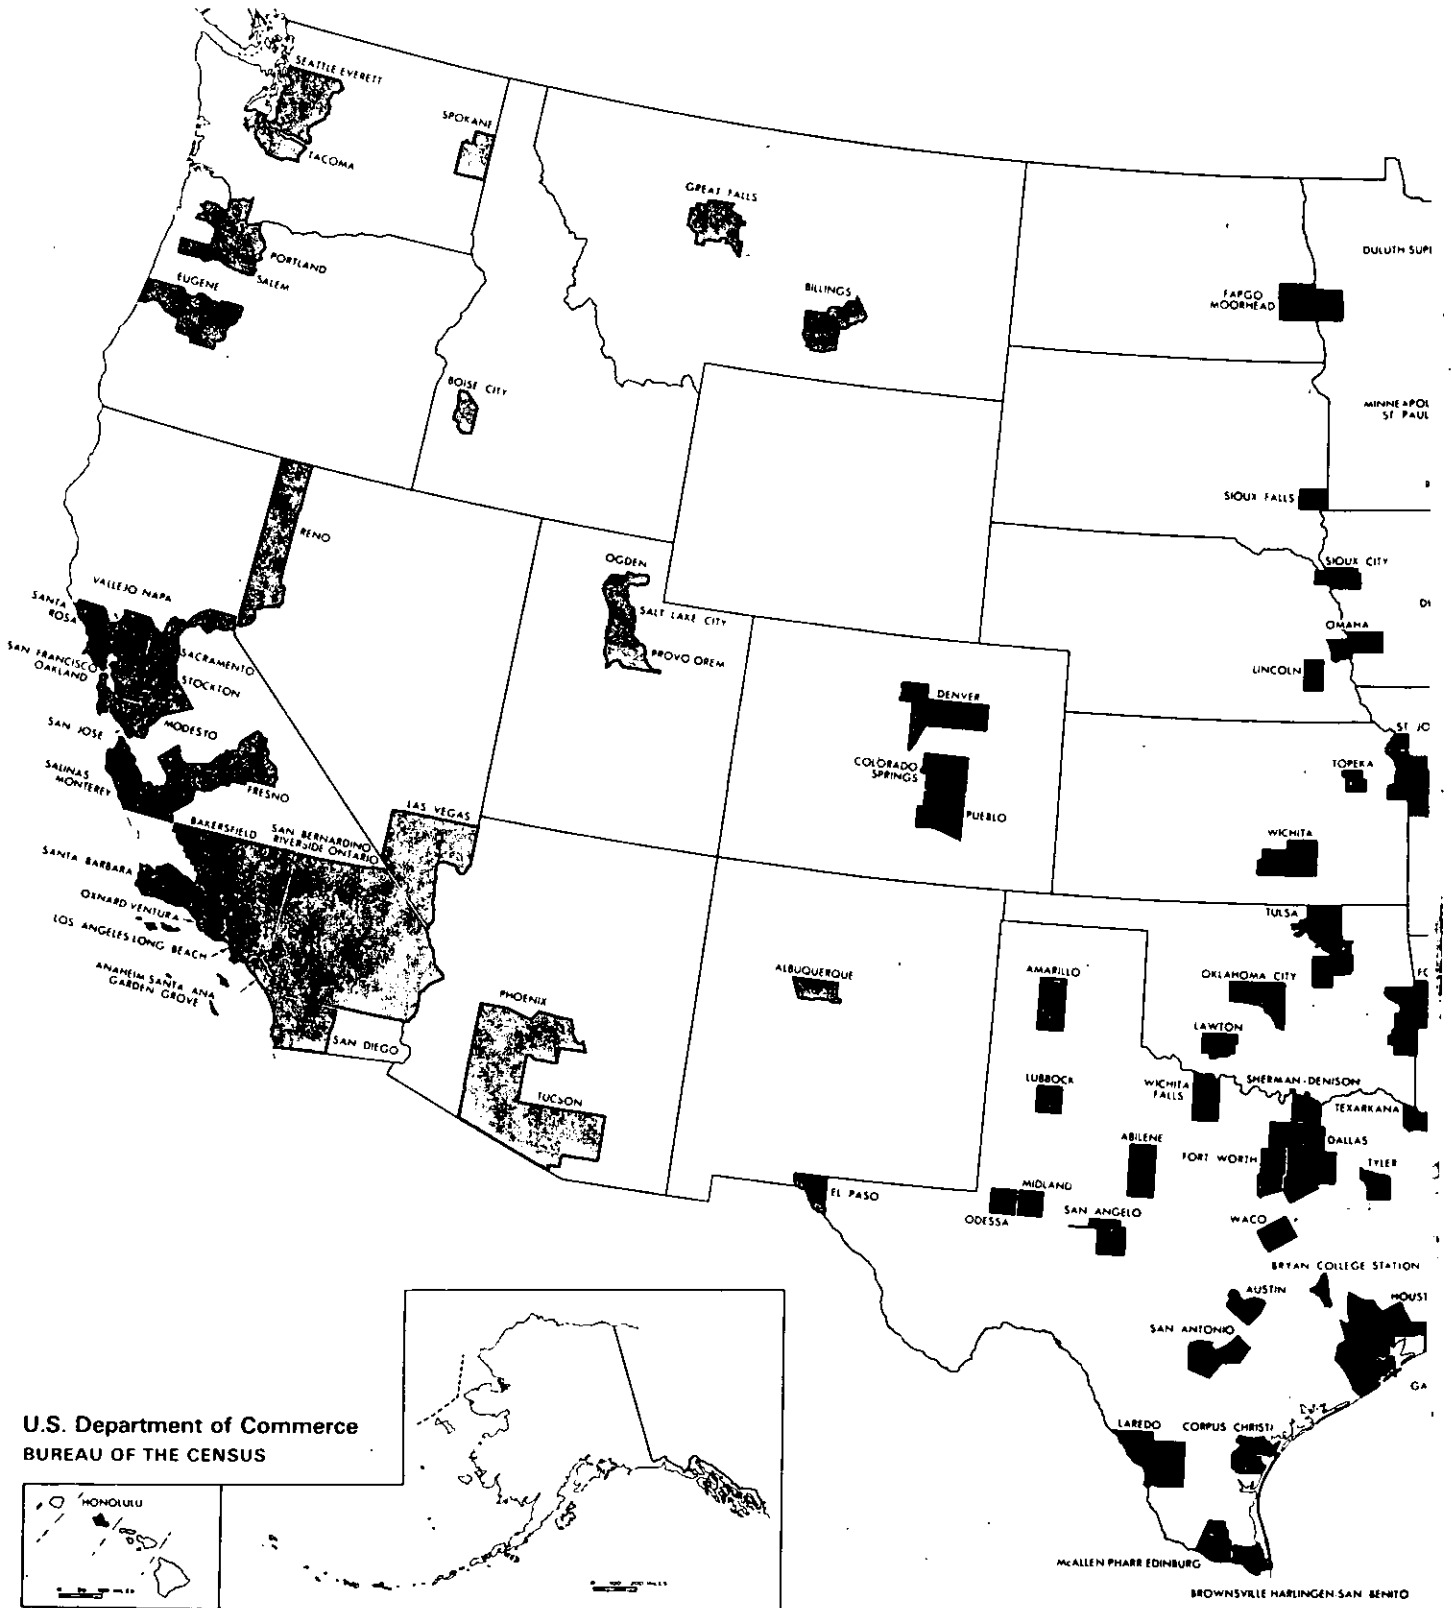 SEATTLE EVERETT
SPOKANE
TACOMA
GREAT FALLS
PORTLAND
SALEM
EUGENE
BILLINGS
DULUTH SUPE
FARGO
MOORHEAD
BOISE CITY
MINNEAPOL
ST PAUL
SIOUX FALLS
RENO
OGDEN
SIOUX CITY
VALLEJO NAPA
SANTA
ROSA
SALT LAKE CITY
OMAHA
SAN FRANCISCO
OAKLAND
SACRAMENTO
PROVO OREM
LINCOLN
STOCKTON
DENVER
SAN JOSE
MODESTO
ST JO
SALINAS
MONTEREY
FRESNO
COLORADO
SPRINGS
TOPEKA
PUEBLO
LAS VEGAS
BAKERSFIELD
SAN BERNARDINO
RIVERSIDE ONTARIO
WICHITA
SANTA BARBARA
OXNARD VENTURA
LOS ANGELES LONG BEACH
ANAHEIM SANTA ANA
GARDEN GROVE
TULSA
ALBUQUERQUE
AMARILLO
OKLAHOMA CITY
FO
PHOENIX
SAN DIEGO
LAWTON
LUBBOCK
WICHITA
FALLS
SHERMAN-DENISON
TEXARKANA
TUCSON
ABILENE
FORT WORTH
DALLAS
TYLER
EL PASO
MIDLAND
ODESSA
SAN ANGELO
WACO
BRYAN COLLEGE STATION
AUSTIN
HOUST
SAN ANTONIO
GA
U.S. Department of Commerce
BUREAU OF THE CENSUS
LAREDO
CORPUS CHRISTI
HONOLULU
McALLEN PHARR EDINBURG
BROWNSVILLE HARLINGEN-SAN BENITO